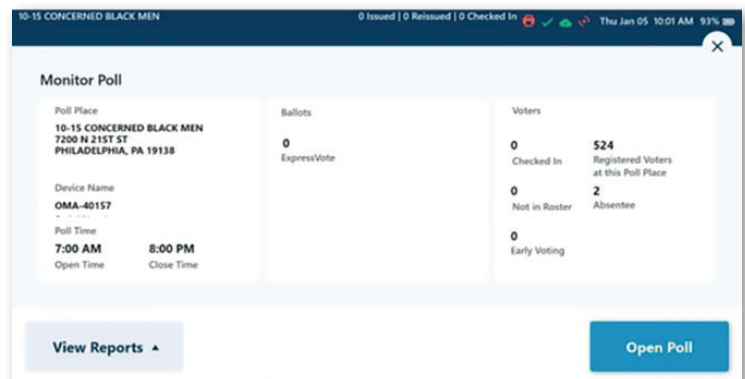 10-15 CONCERNED BLACK MEN
0 Issued | 0 Reissued | 0 Checked In
Thu Jan 05 10:01 AM 93%
Monitor Poll
Poll Place
10-15 CONCERNED BLACK MEN
7200 N 21ST ST
PHILADELPHIA, PA 19138
Device Name
OMA-40157
Poll Time
7:00 AM
Open Time
8:00 PM
Close Time
Ballots
0
ExpressVote
Voters
0
Checked In
524
Registered Voters
at this Poll Place
0
Not in Roster
2
Absentee
0
Early Voting
View Reports
Open Poll